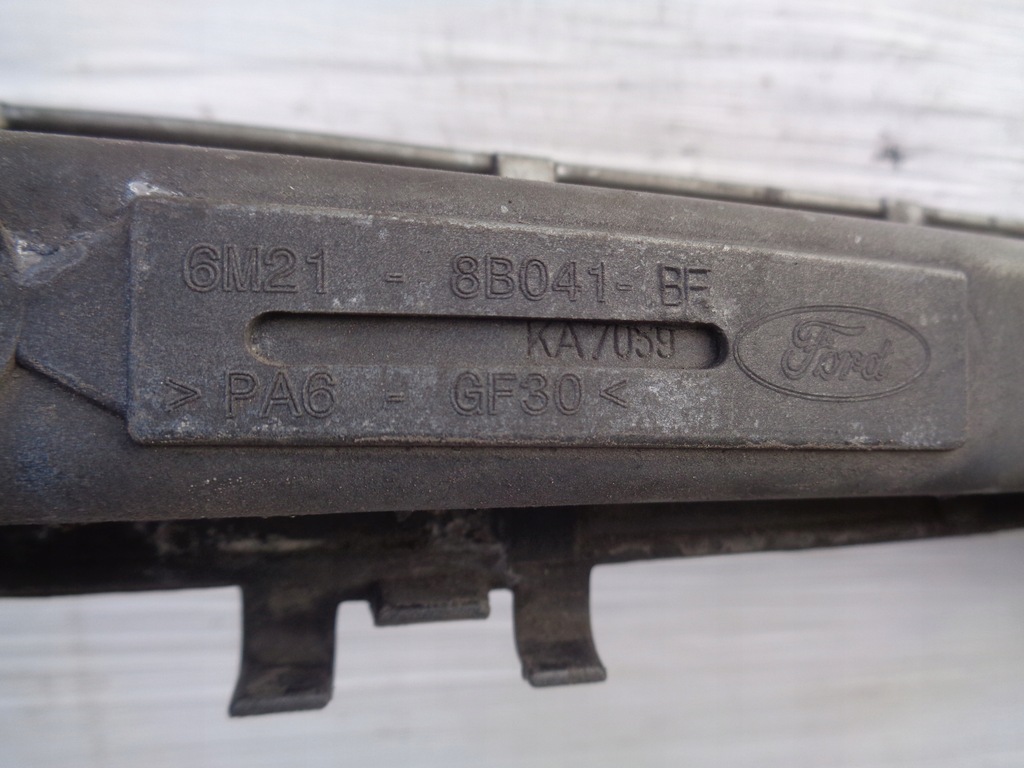 6M21 - 8B041- BE
KA7059
> PA6 - GF30 <
Ford